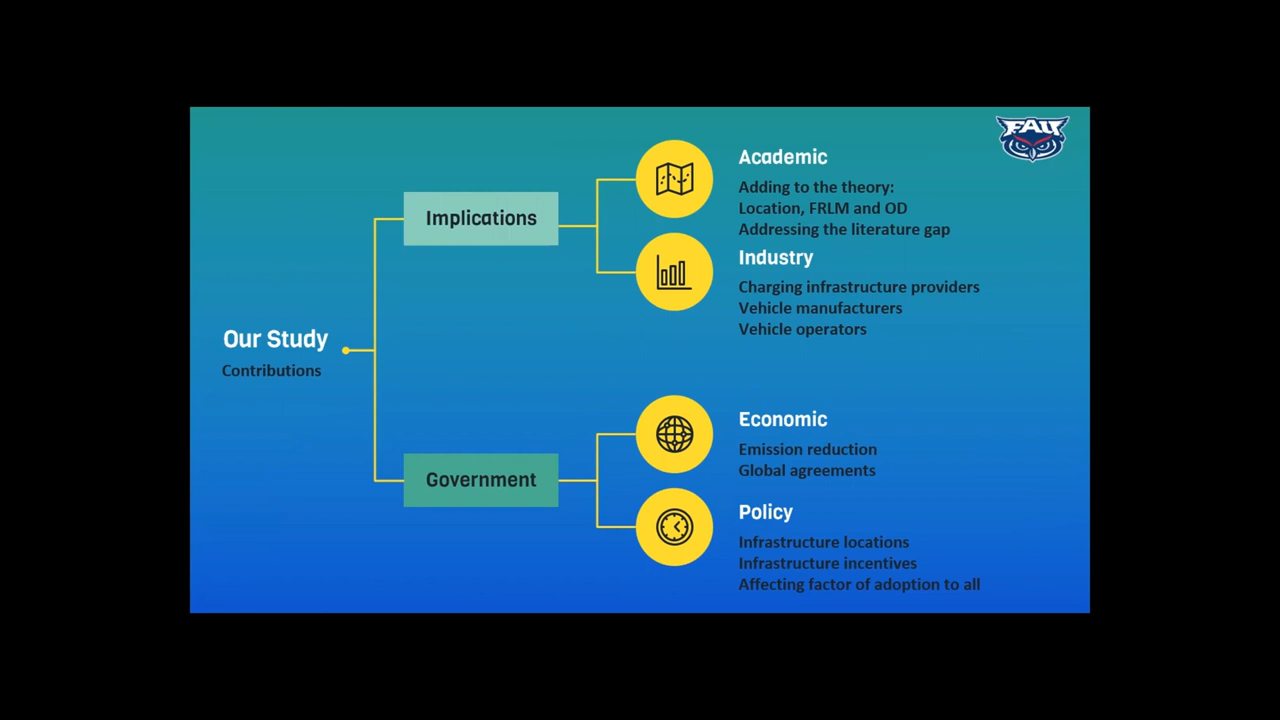 FAU
Our Study
Contributions
Implications
Academic
Adding to the theory:
Location, FRLM and OD
Addressing the literature gap
Industry
Charging infrastructure providers
Vehicle manufacturers
Vehicle operators
Government
Economic
Emission reduction
Global agreements
Policy
Infrastructure locations
Infrastructure incentives
Affecting factor of adoption to all